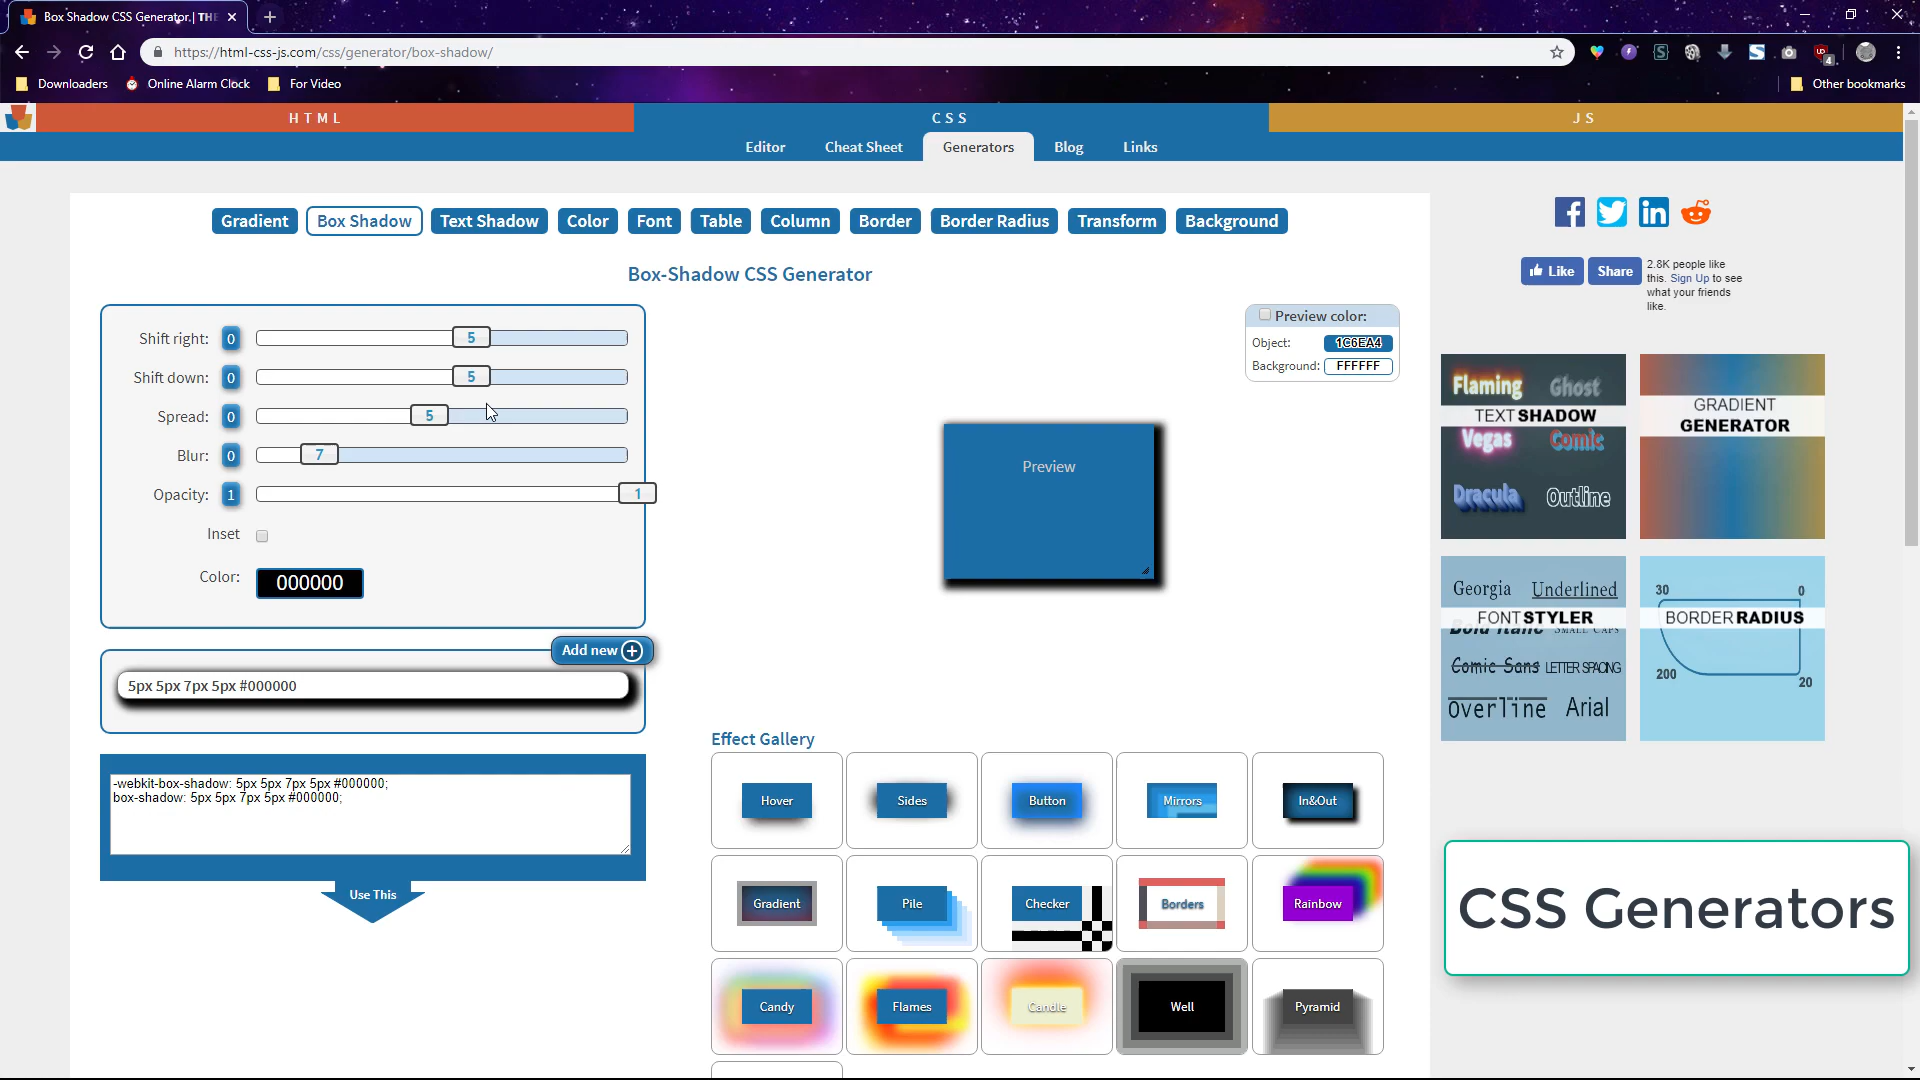 Box Shadow CSS Generator | THE
https://html-css-js.com/css/generator/box-shadow/
4
Downloaders
Online Alarm Clock
For Video
Other bookmarks
HTML
CSS
JS
Editor
Cheat Sheet
Generators
Blog
Links
Gradient
Box Shadow
Text Shadow
Color
Font
Table
Column
Border
Border Radius
Transform
Background
Box-Shadow CSS Generator
Shift right:
0
5
Shift down:
0
5
Spread:
0
5
Blur:
0
7
Opacity:
1
1
Inset
Color:
000000
Add new
5px 5px 7px 5px #000000
-webkit-box-shadow: 5px 5px 7px 5px #000000;
box-shadow: 5px 5px 7px 5px #000000;
Use This
Preview color:
Object:
1C6EA4
Background:
FFFFFF
Preview
Effect Gallery
Hover
Sides
Button
Mirrors
In&Out
Gradient
Pile
Checker
Borders
Rainbow
Candy
Flames
Candle
Well
Pyramid
Like
Share
2.8K people like
this. Sign Up to see
what your friends
like.
Flaming
Ghost
TEXT SHADOW
Vegas
Comic
Dracula
Outline
GRADIENT
GENERATOR
Georgia
Underlined
FONT STYLER
Bold Italic
SMALL CAPS
Comic Sans
LETTER SPACING
overline
Arial
30
0
BORDER RADIUS
200
20
CSS Generators